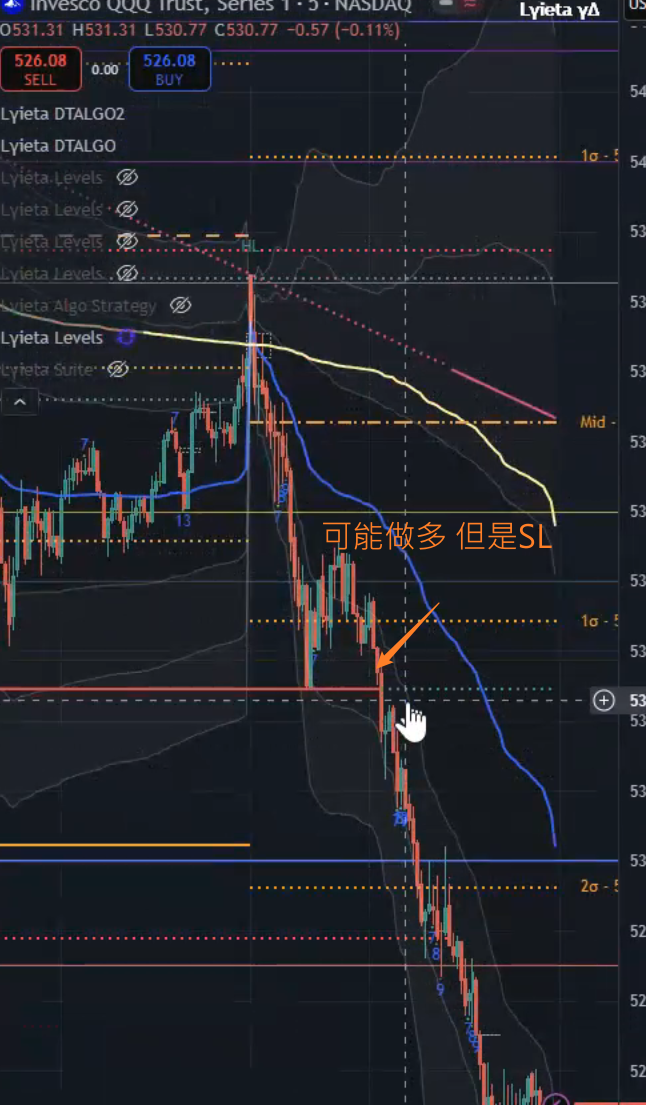 Invesco QQQ Trust, Series 1 · 5 · NASDAQ
Lyieta γΔ
US
O531.31 H531.31 L530.77 C530.77 −0.57 (−0.11%)
526.08
SELL
0.00
526.08
BUY
Lyieta DTALGO2
Lyieta DTALGO
Lyieta Levels
Lyieta Levels
Lyieta Levels
Lyieta Levels
Lyieta Algo Strategy
Lyieta Levels
Lyieta Suite
HL
1σ - 5
Mid -
7
7
13
7
可能做多 但是SL
1σ - 5
7
2σ - 5
7
8
9
54
54
53
53
53
53
53
53
53
53
53
53
52
52
52